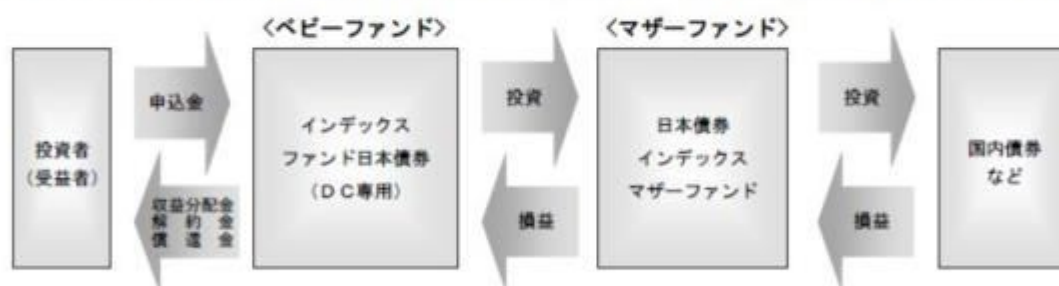 〈ベビーファンド〉
〈マザーファンド〉
投資者
(受益者)
申込金
収益分配金
解約金
償還金
インデックス
ファンド日本債券
(DC専用)
投資
損益
日本債券
インデックス
マザーファンド
投資
損益
国内債券
など